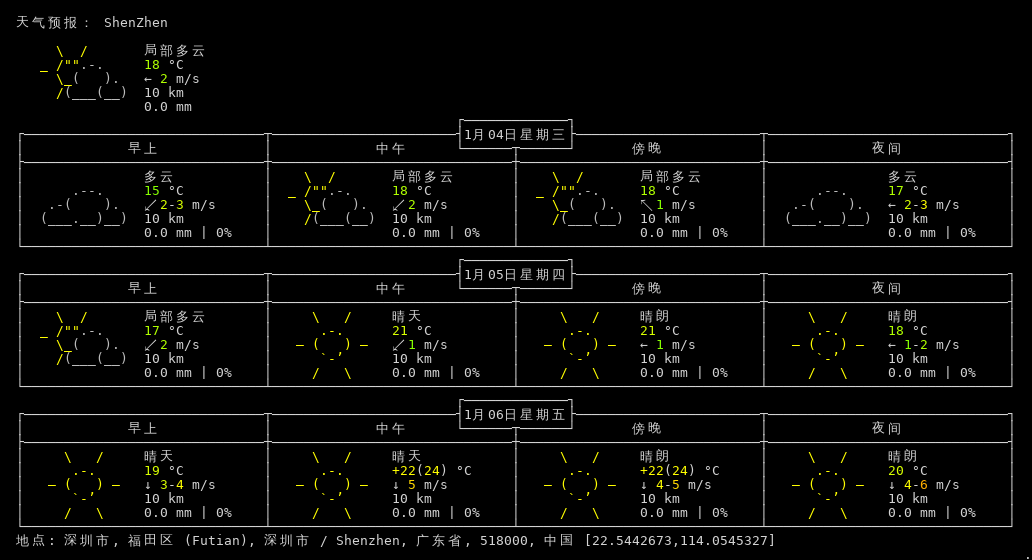 天气预报： ShenZhen
局部多云
18 °C
← 2 m/s
10 km
0.0 mm
1月04日星期三
早上 中午 傍晚 夜间
多云 局部多云 局部多云 多云
15 °C 18 °C 18 °C 17 °C
↙ 2-3 m/s ↙ 2 m/s ↖ 1 m/s ← 2-3 m/s
10 km 10 km 10 km 10 km
0.0 mm | 0% 0.0 mm | 0% 0.0 mm | 0% 0.0 mm | 0%
1月05日星期四
早上 中午 傍晚 夜间
局部多云 晴天 晴朗 晴朗
17 °C 21 °C 21 °C 18 °C
↙ 2 m/s ↙ 1 m/s ← 1 m/s ← 1-2 m/s
10 km 10 km 10 km 10 km
0.0 mm | 0% 0.0 mm | 0% 0.0 mm | 0% 0.0 mm | 0%
1月06日星期五
早上 中午 傍晚 夜间
晴天 晴天 晴朗 晴朗
19 °C +22(24) °C +22(24) °C 20 °C
↓ 3-4 m/s ↓ 5 m/s ↓ 4-5 m/s ↓ 4-6 m/s
10 km 10 km 10 km 10 km
0.0 mm | 0% 0.0 mm | 0% 0.0 mm | 0% 0.0 mm | 0%
地点: 深圳市, 福田区 (Futian), 深圳市 / Shenzhen, 广东省, 518000, 中国 [22.5442673,114.0545327]